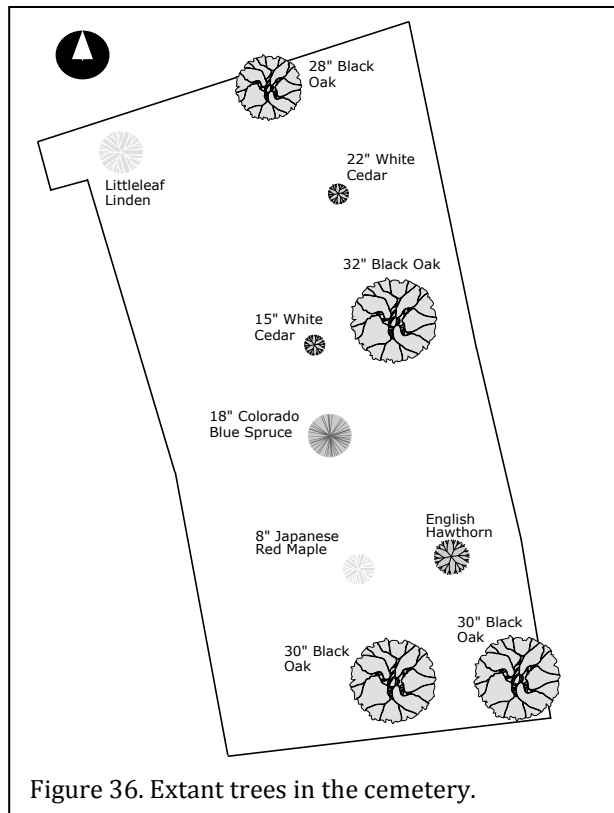 28" Black
Oak
22" White
Cedar
Littleleaf
Linden
32" Black Oak
15" White
Cedar
18" Colorado
Blue Spruce
English
Hawthorn
8" Japanese
Red Maple
30" Black
Oak
30" Black
Oak
Figure 36. Extant trees in the cemetery.